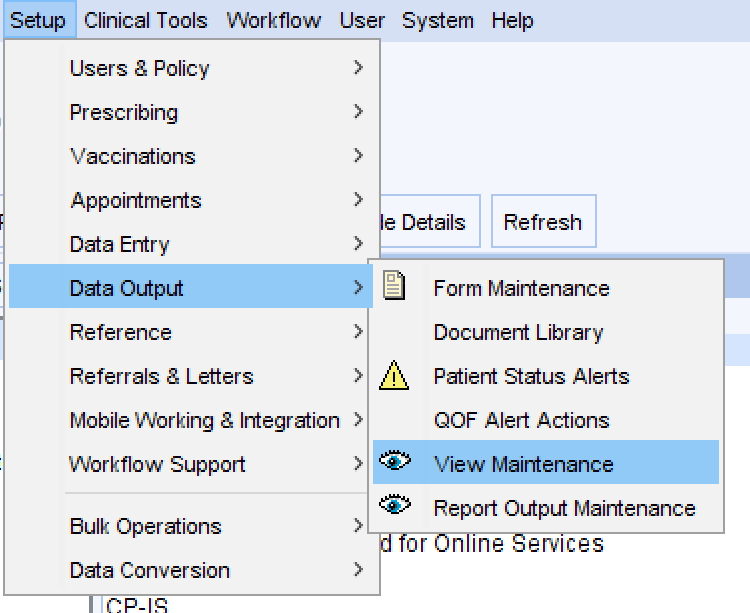 Setup Clinical Tools Workflow User System Help
Users & Policy
Prescribing
Vaccinations
Appointments
Data Entry
Data Output
Reference
Referrals & Letters
Mobile Working & Integration
Workflow Support
Bulk Operations
Data Conversion
Details Refresh
Form Maintenance
Document Library
Patient Status Alerts
QOF Alert Actions
View Maintenance
Report Output Maintenance
for Online Services
CP-IS